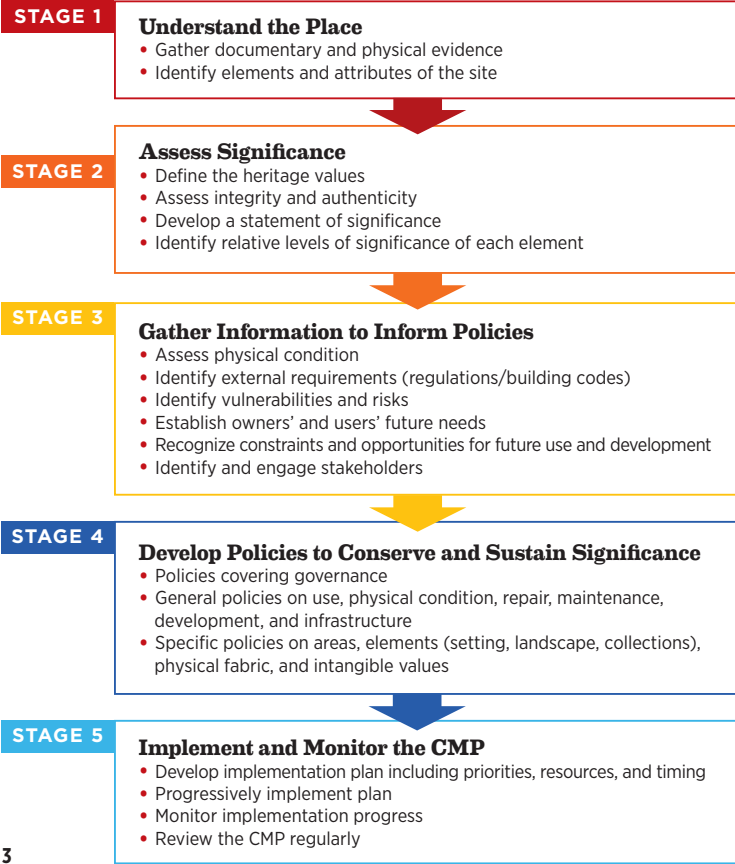 STAGE 1
Understand the Place
• Gather documentary and physical evidence
• Identify elements and attributes of the site
STAGE 2
Assess Significance
• Define the heritage values
• Assess integrity and authenticity
• Develop a statement of significance
• Identify relative levels of significance of each element
STAGE 3
Gather Information to Inform Policies
• Assess physical condition
• Identify external requirements (regulations/building codes)
• Identify vulnerabilities and risks
• Establish owners’ and users’ future needs
• Recognize constraints and opportunities for future use and development
• Identify and engage stakeholders
STAGE 4
Develop Policies to Conserve and Sustain Significance
• Policies covering governance
• General policies on use, physical condition, repair, maintenance,
development, and infrastructure
• Specific policies on areas, elements (setting, landscape, collections),
physical fabric, and intangible values
STAGE 5
Implement and Monitor the CMP
• Develop implementation plan including priorities, resources, and timing
• Progressively implement plan
• Monitor implementation progress
• Review the CMP regularly
3